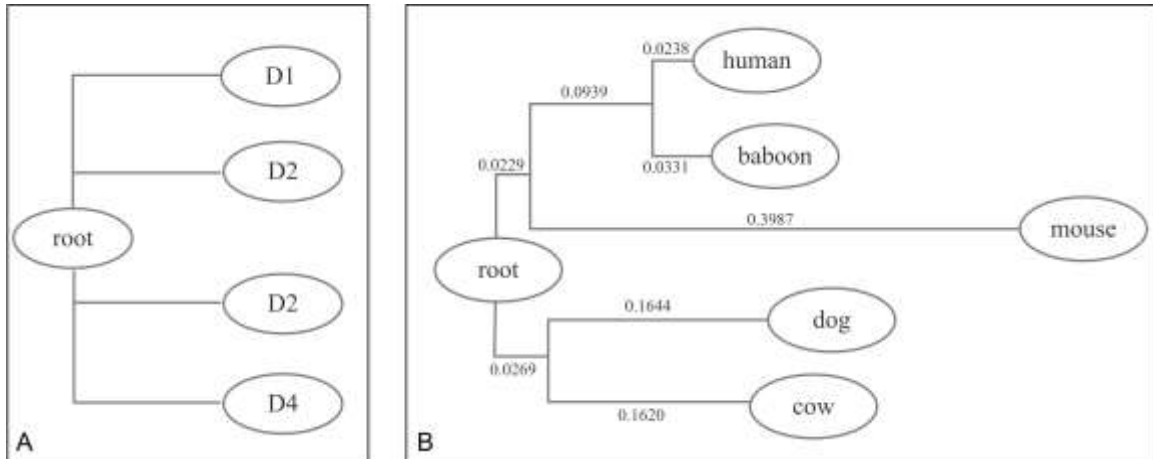 D1
D2
root
D2
D4
A
0.0238
human
0.0939
0.0229
0.0331
baboon
0.3987
mouse
root
0.1644
dog
0.0269
0.1620
cow
B